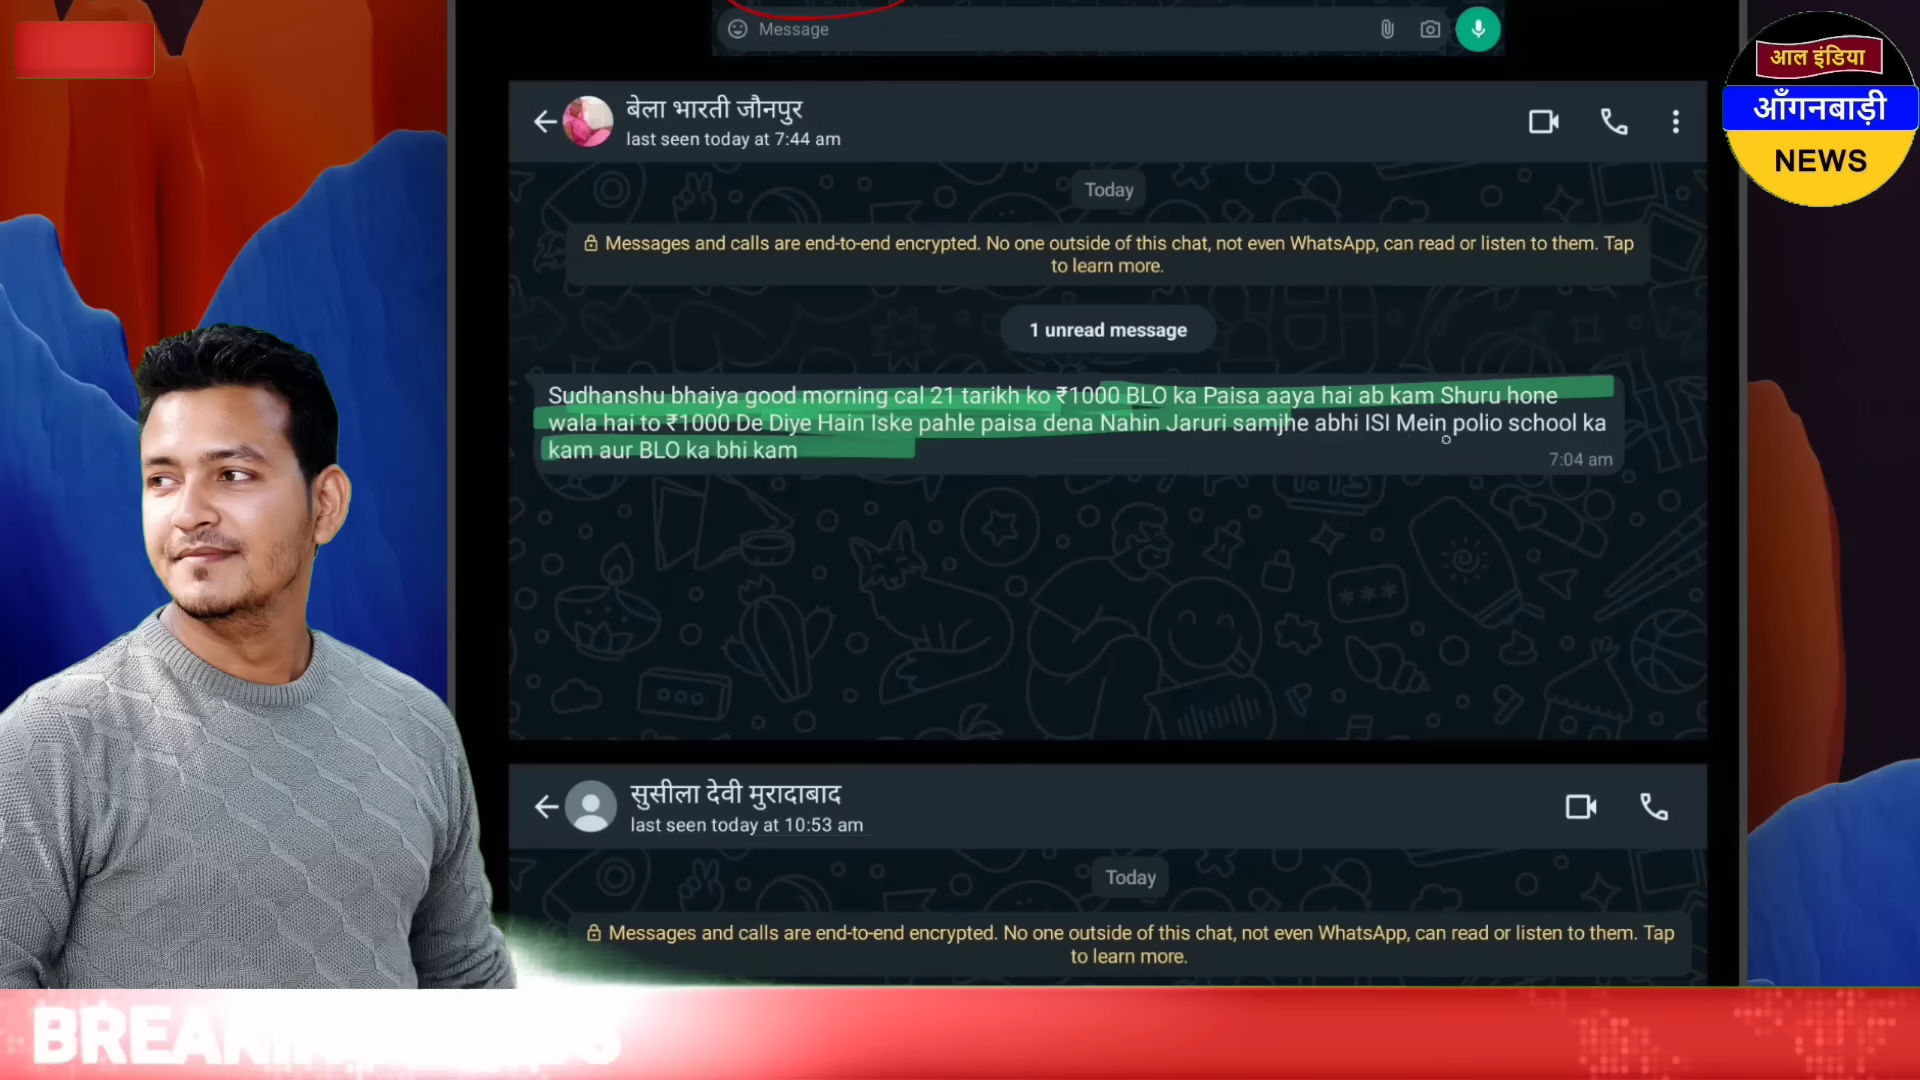 Message
आल इंडिया
आँगनबाड़ी
NEWS
बेला भारती जौनपुर
last seen today at 7:44 am
Today
Messages and calls are end-to-end encrypted. No one outside of this chat, not even WhatsApp, can read or listen to them. Tap
to learn more.
1 unread message
Sudhanshu bhaiya good morning cal 21 tarikh ko ₹1000 BLO ka Paisa aaya hai ab kam Shuru hone
wala hai to ₹1000 De Diye Hain Iske pahle paisa dena Nahin Jaruri samjhe abhi ISI Mein polio school ka
kam aur BLO ka bhi kam
7:04 am
सुसीला देवी मुरादाबाद
last seen today at 10:53 am
Today
Messages and calls are end-to-end encrypted. No one outside of this chat, not even WhatsApp, can read or listen to them. Tap
to learn more.